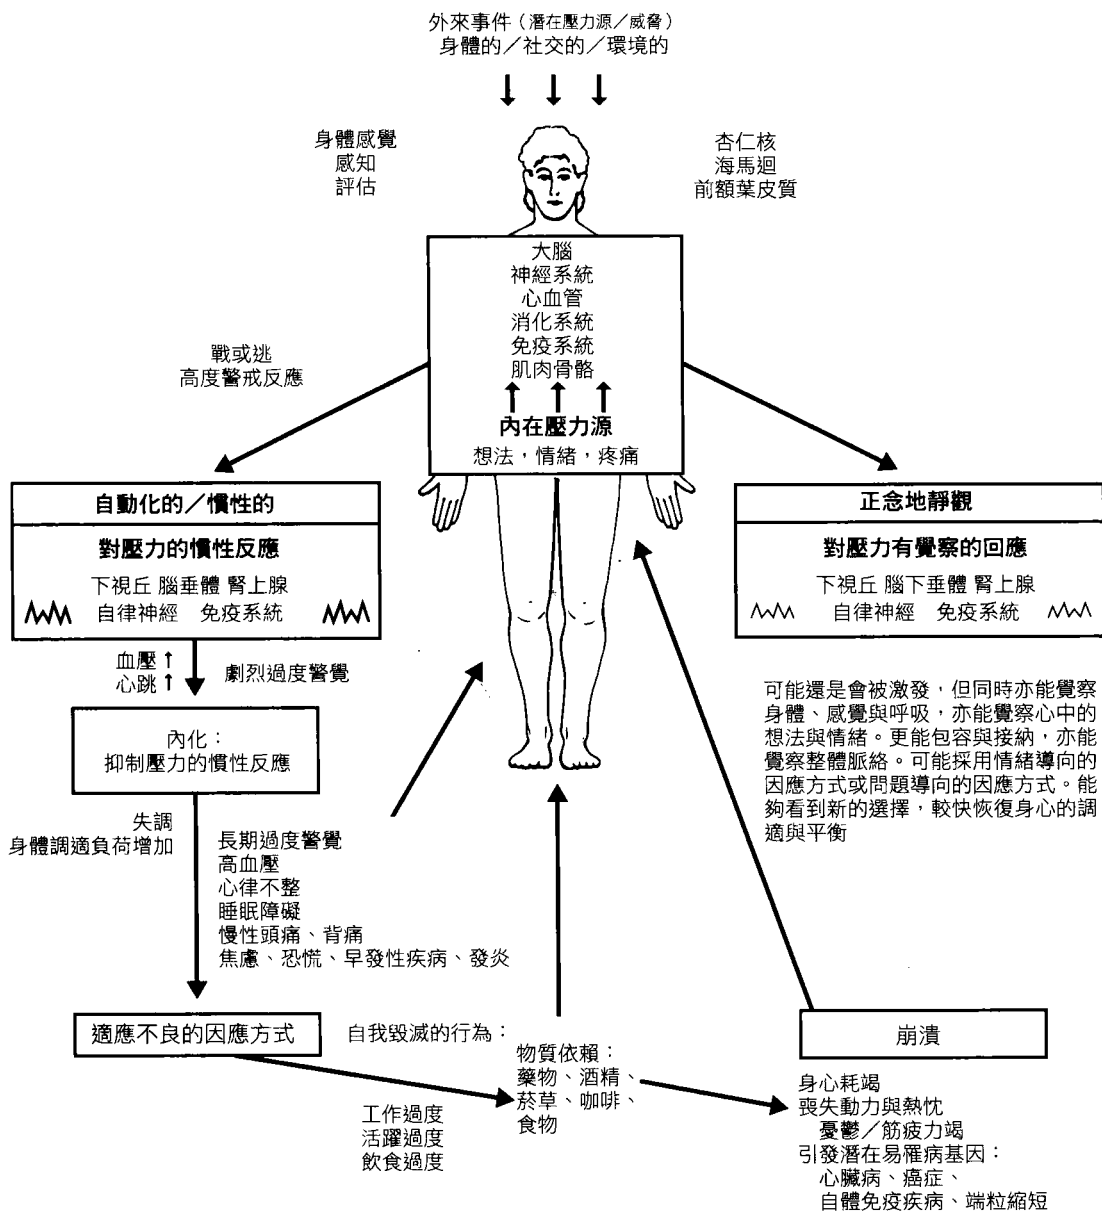 外來事件（潛在壓力源／威脅）
身體的／社交的／環境的
身體感覺
感知
評估
杏仁核
海馬迴
前額葉皮質
大腦
神經系統
心血管
消化系統
免疫系統
肌肉骨骼
內在壓力源
想法，情緒，疼痛
戰或逃
高度警戒反應
自動化的／慣性的
對壓力的慣性反應
下視丘 腦垂體 腎上腺
自律神經 免疫系統
正念地靜觀
對壓力有覺察的回應
下視丘 腦下垂體 腎上腺
自律神經 免疫系統
血壓↑
心跳↑
劇烈過度警覺
可能還是會被激發，但同時亦能覺察
身體、感覺與呼吸，亦能覺察心中的
想法與情緒。更能包容與接納，亦能
覺察整體脈絡。可能採用情緒導向的
因應方式或問題導向的因應方式。能
夠看到新的選擇，較快恢復身心的調
適與平衡
內化：
抑制壓力的慣性反應
失調
身體調適負荷增加
長期過度警覺
高血壓
心律不整
睡眠障礙
慢性頭痛、背痛
焦慮、恐慌、早發性疾病、發炎
適應不良的因應方式
自我毀滅的行為：
工作過度
活躍過度
飲食過度
物質依賴：
藥物、酒精、
菸草、咖啡、
食物
崩潰
身心耗竭
喪失動力與熱忱
憂鬱／筋疲力竭
引發潛在易罹病基因：
心臟病、癌症、
自體免疫疾病、端粒縮短